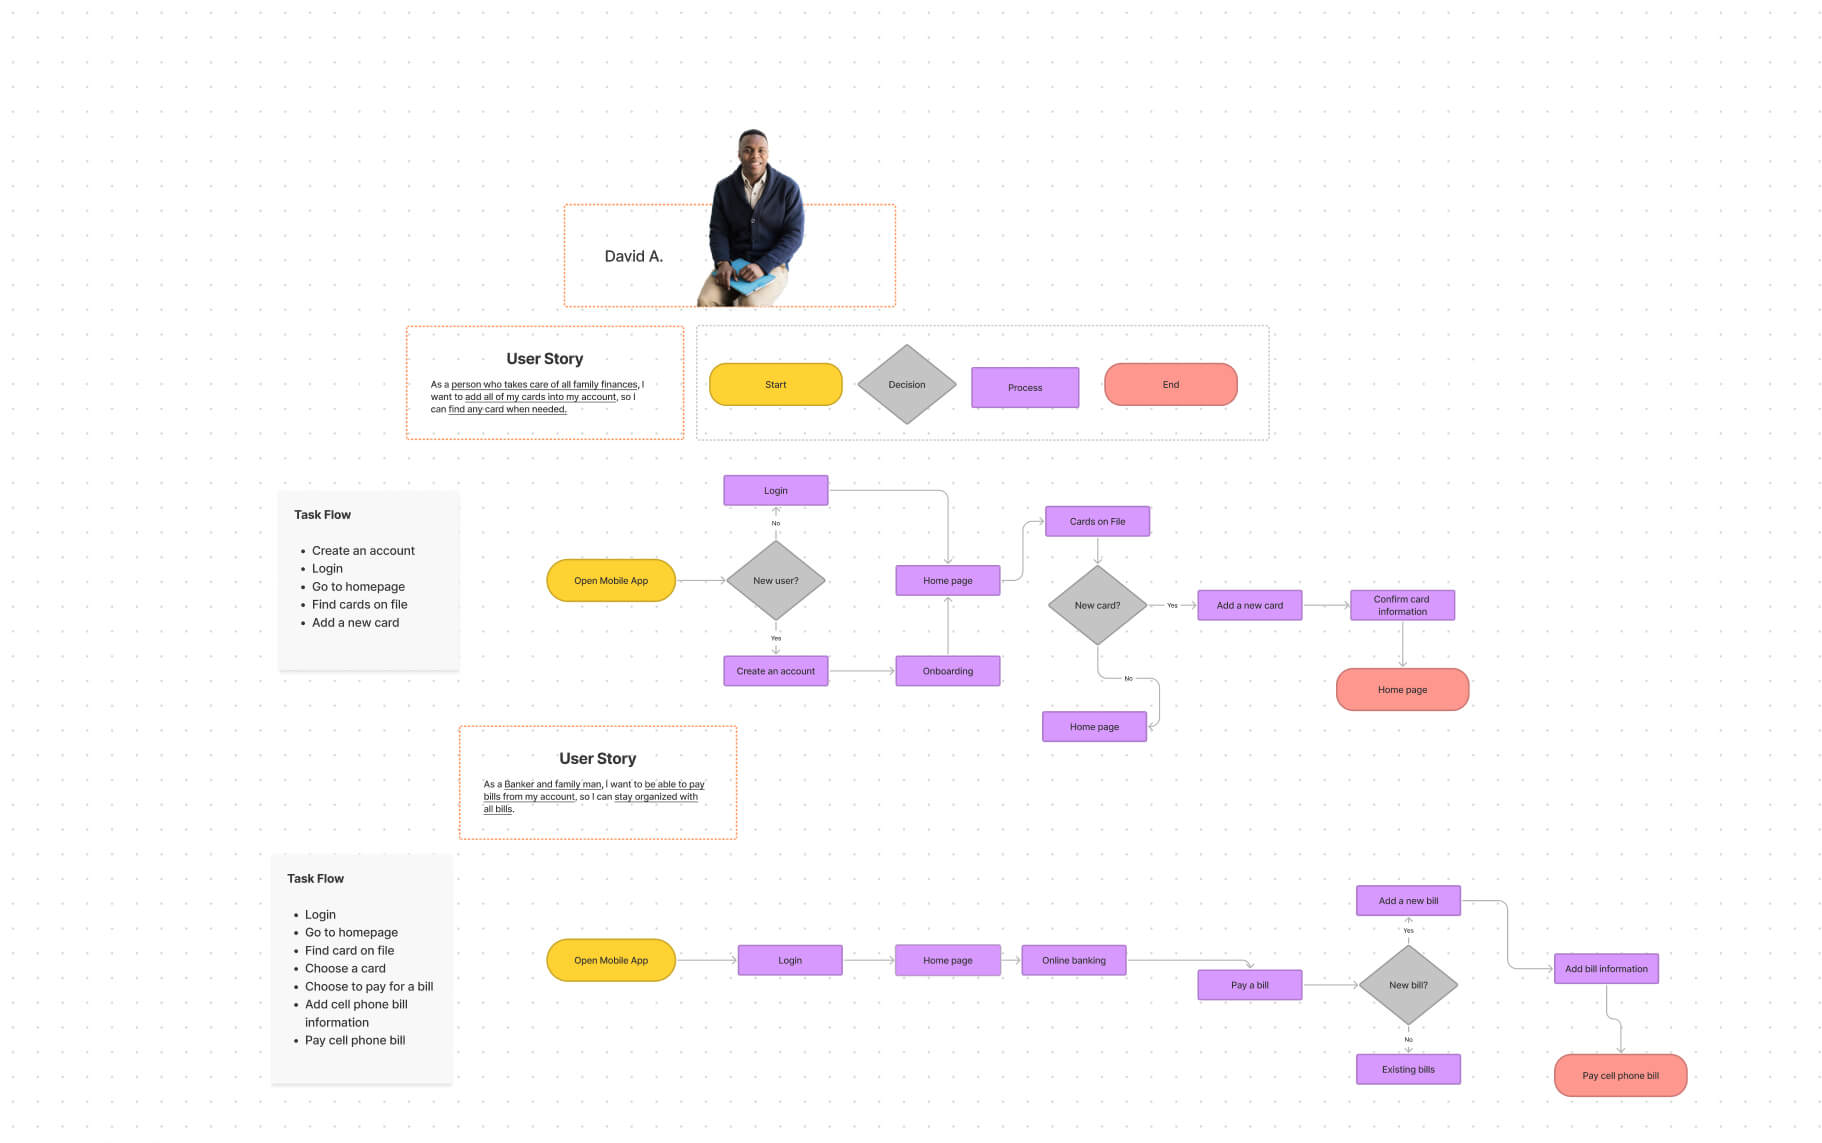 David A.
User Story
As a person who takes care of all family finances, I
want to add all of my cards into my account, so I
can find any card when needed.
Start
Decision
Process
End
Task Flow
• Create an account
• Login
• Go to homepage
• Find cards on file
• Add a new card
Open Mobile App
New user?
No
Login
Yes
Create an account
Onboarding
Home page
Cards on File
New card?
Yes
Add a new card
Confirm card
information
Home page
No
Home page
User Story
As a Banker and family man, I want to be able to pay
bills from my account, so I can stay organized with
all bills.
Task Flow
• Login
• Go to homepage
• Find card on file
• Choose a card
• Choose to pay for a bill
• Add cell phone bill
information
• Pay cell phone bill
Open Mobile App
Login
Home page
Online banking
Pay a bill
New bill?
Yes
Add a new bill
Add bill information
Pay cell phone bill
No
Existing bills